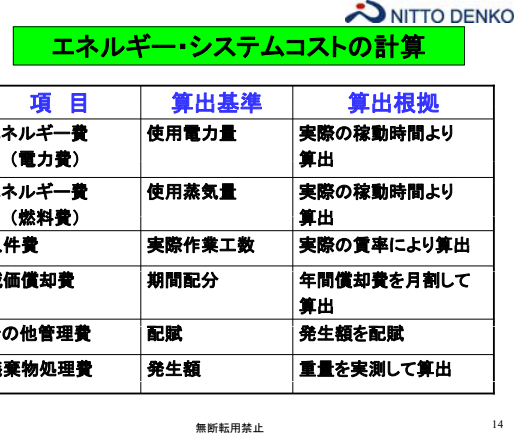 NITTO DENKO
エネルギー・システムコストの計算
項 目 算出基準 算出根拠
ネルギー費 使用電力量 実際の稼動時間より
（電力費） 算出
ネルギー費 使用蒸気量 実際の稼動時間より
（燃料費） 算出
件費 実際作業工数 実際の賃率により算出
価償却費 期間配分 年間償却費を月割して
算出
の他管理費 配賦 発生額を配賦
棄物処理費 発生額 重量を実測して算出
無断転用禁止
14